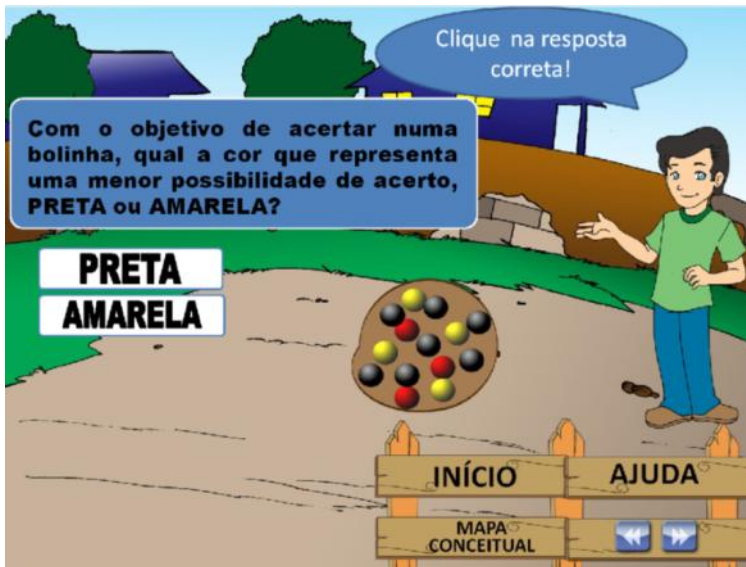 Clique na resposta
correta!
Com o objetivo de acertar numa
bolinha, qual a cor que representa
uma menor possibilidade de acerto,
PRETA ou AMARELA?
PRETA
AMARELA
INÍCIO
AJUDA
MAPA
CONCEITUAL